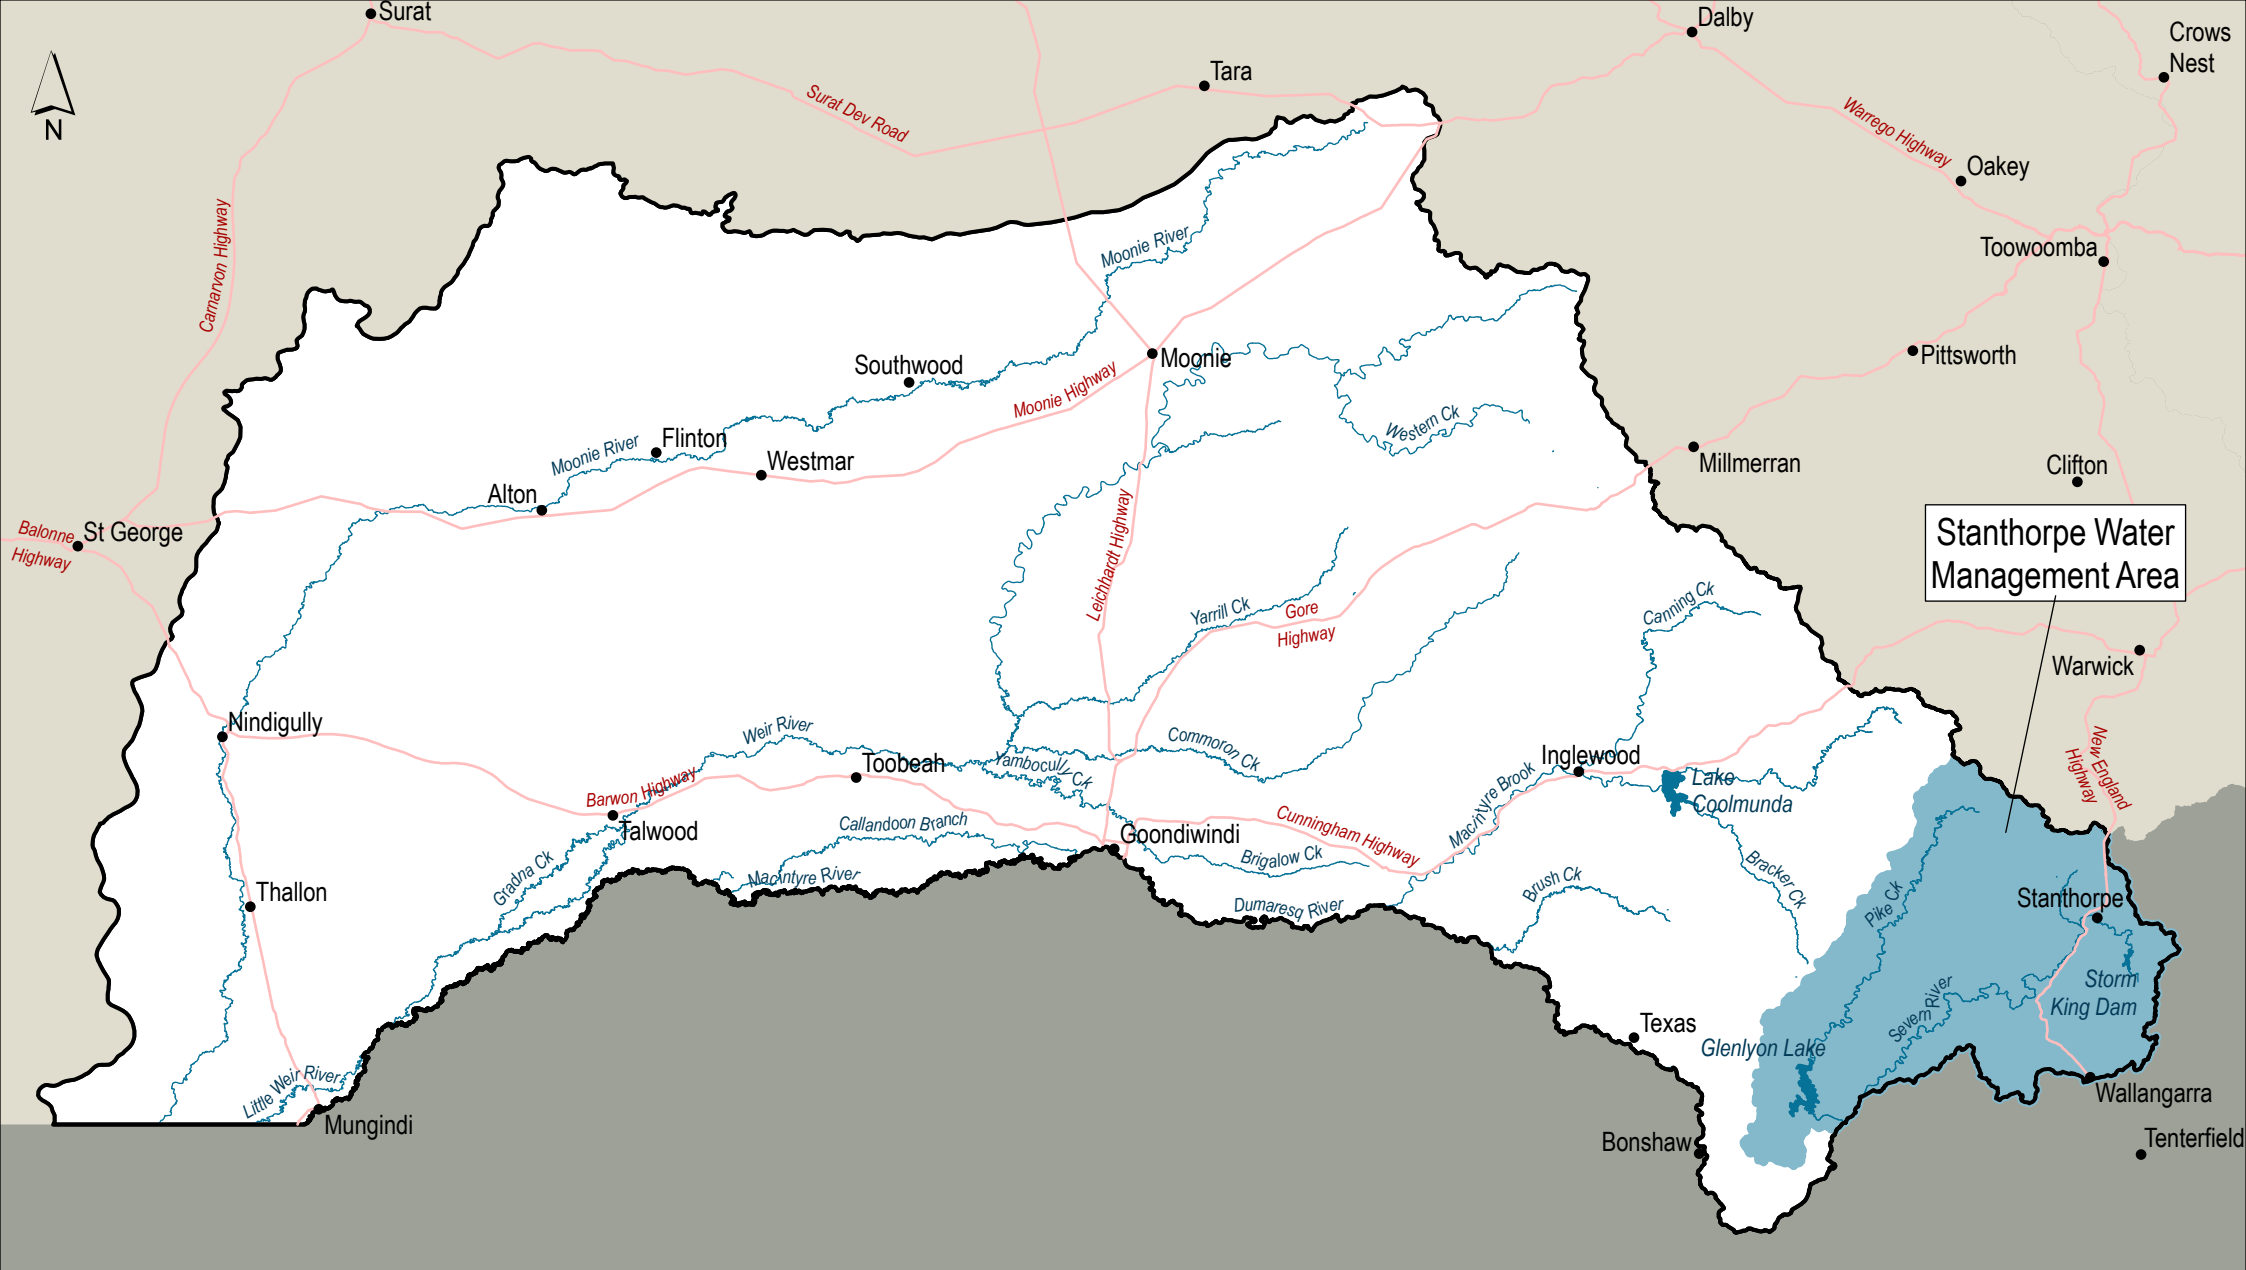 Surat
Dalby
Crows
Nest
Tara
N
Surat Dev Road
Warrego Highway
Oakey
Carnarvon Highway
Moonie River
Toowoomba
Southwood
Moonie
Pittsworth
Moonie Highway
Western Ck
Flinton
Moonie River
Westmar
Millmerran
Clifton
Alton
Leichhardt Highway
Balonne
Highway
St George
Stanthorpe Water
Management Area
Yarrill Ck
Gore
Highway
Canning Ck
Warwick
Nindigully
Weir River
Commoron Ck
Yambocully Ck
Toobeah
Inglewood
New England
Highway
Barwon Highway
Macintyre Brook
Lake
Coolmunda
Talwood
Callandoon Branch
Goondiwindi
Cunningham Highway
Brigalow Ck
Gradna Ck
Macintyre River
Brush Ck
Bracker Ck
Thallon
Dumaresq River
Pike Ck
Stanthorpe
Storm
King Dam
Severn River
Texas
Glenlyon Lake
Little Weir River
Mungindi
Wallangarra
Bonshaw
Tenterfield